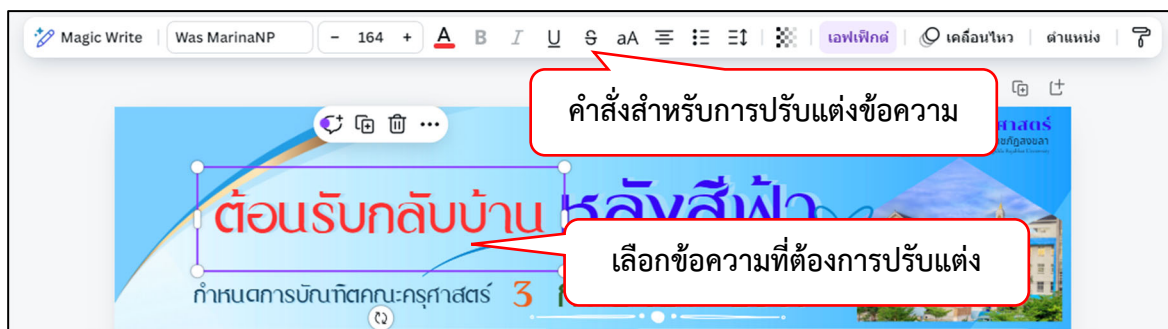 Magic Write Was MarinaNP - 164 + A B I U S aA เอฟเฟ็กต์ เคลื่อนไหว ตำแหน่ง
คำสั่งสำหรับการปรับแต่งข้อความ
ต้อนรับกลับบ้าน หลังสีฟ้า
เลือกข้อความที่ต้องการปรับแต่ง
กำหนดการบัณฑิตคณะครุศาสตร์ 3